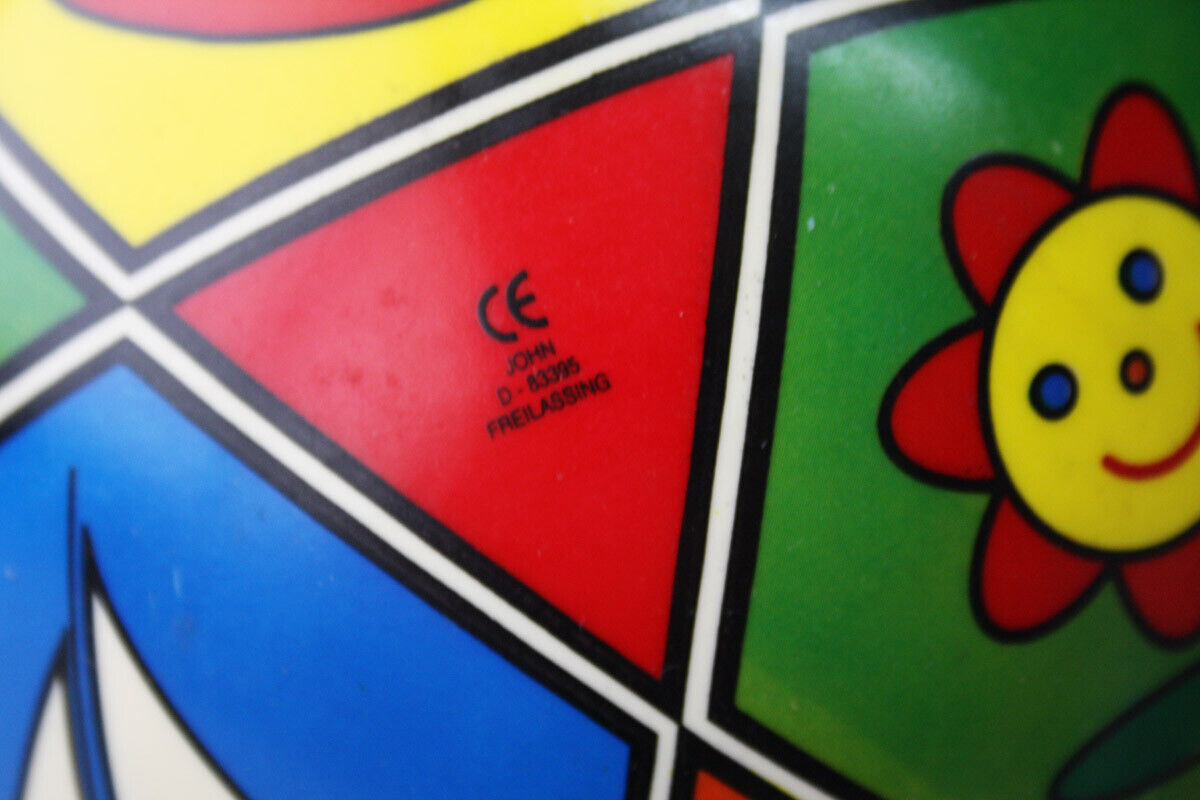 CE
JOHN
D - 83395
FREILASSING